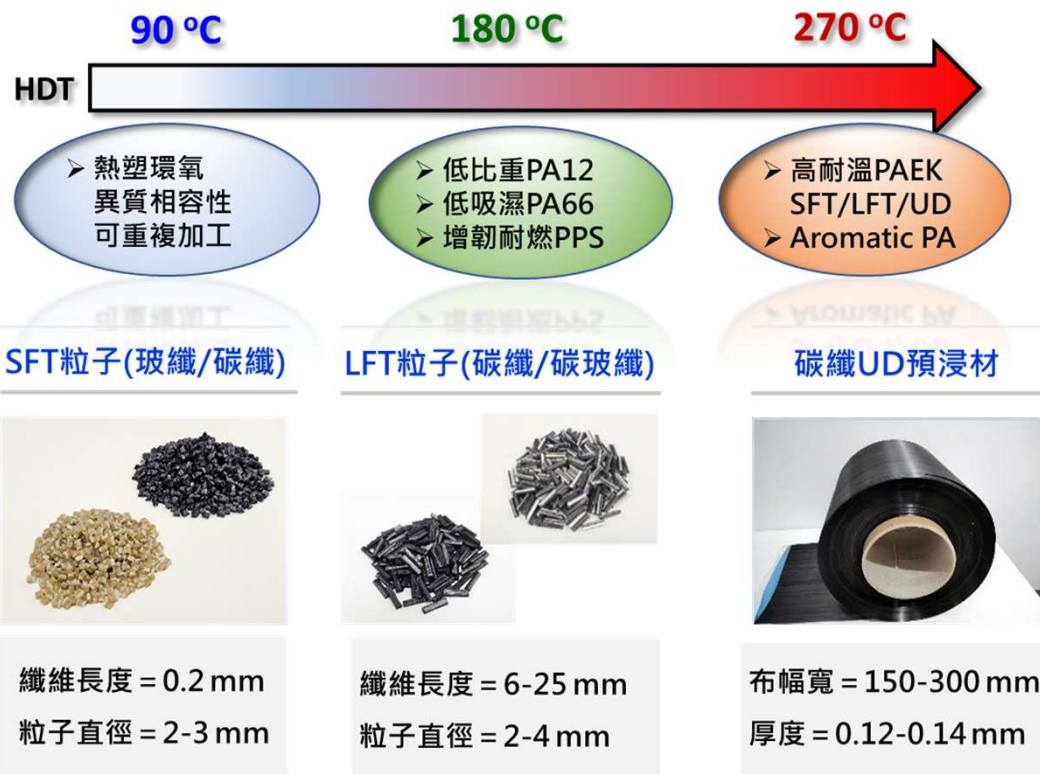 90 ºC
180 ºC
270 ºC
HDT
➢ 熱塑環氧
異質相容性
可重複加工
➢ 低比重PA12
➢ 低吸濕PA66
➢ 增韌耐燃PPS
➢ 高耐溫PAEK
SFT/LFT/UD
➢ Aromatic PA
SFT粒子(玻纖/碳纖)
LFT粒子(碳纖/碳玻纖)
碳纖UD預浸材
纖維長度 = 0.2 mm
粒子直徑 = 2-3 mm
纖維長度 = 6-25 mm
粒子直徑 = 2-4 mm
布幅寬 = 150-300 mm
厚度 = 0.12-0.14 mm